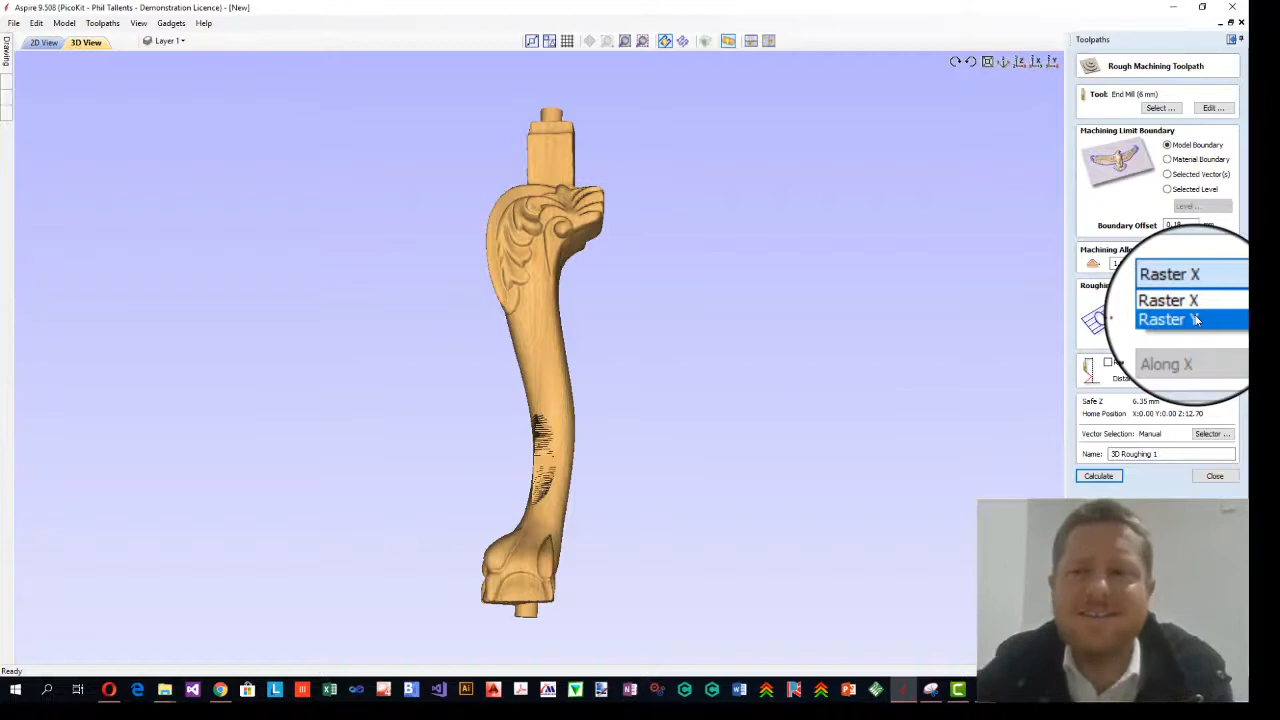 Aspire 9.508 (PicoKit - Phil Tallents - Demonstration Licence) - [New]
File Edit Model Toolpaths View Gadgets Help
2D View 3D View Layer 1
Drawing
Toolpaths
Rough Machining Toolpath
Tool: End Mill (6 mm)
Select ... Edit ...
Machining Limit Boundary
Model Boundary
Material Boundary
Selected Vector(s)
Selected Level
Level ...
Boundary Offset
Raster X
Raster X
Raster Y
Along X
Safe Z 6.35 mm
Home Position X:0.00 Y:0.00 Z:12.70
Vector Selection: Manual Selector ...
Name: 3D Roughing 1
Calculate Close
Ready